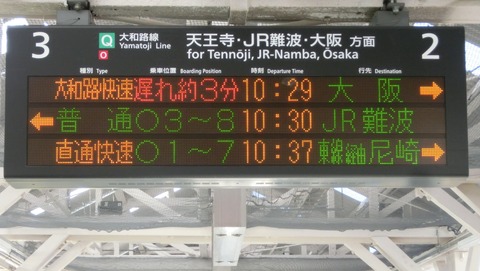 3 Q 大和路線 天王寺・JR難波・大阪 方面 2
O Yamatoji Line for Tennōji, JR-Namba, Ōsaka
種別 Type 乗車位置 Boarding Position 時刻 Departure Time 行先 Destination
大和路快速 遅れ約3分 10:29 大阪 →
← 普通 ○3~8 10:30 JR難波
直通快速 ○1~7 10:37 尼崎 →